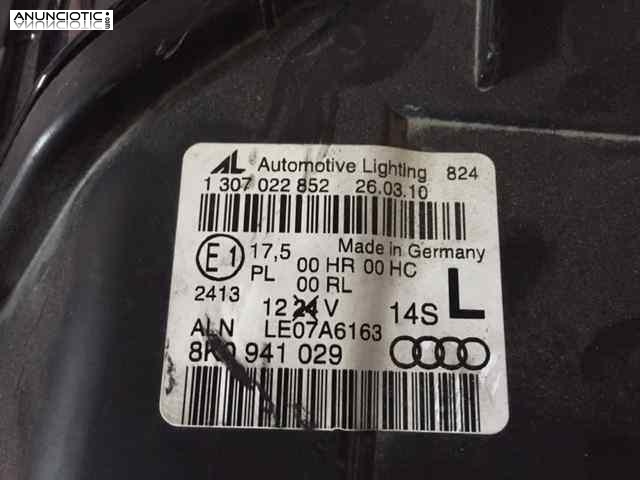 ANUNCIOTIC.com
AL Automotive Lighting 824
1 307 022 852 26.03.10
E1 17,5 Made in Germany
PL 00 HR 00 HC
00 RL
2413 12 24 V 14S L
ALN LE07A6163
8K0 941 029